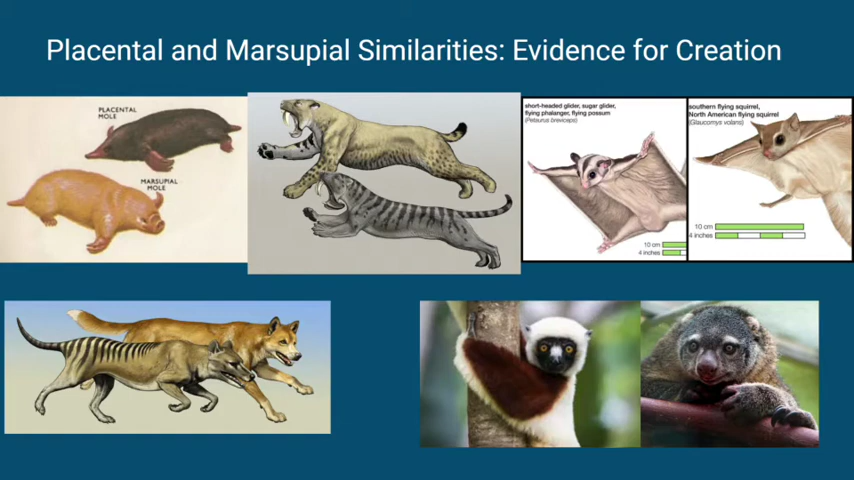 Placental and Marsupial Similarities: Evidence for Creation
PLACENTAL
MOLE
MARSUPIAL
MOLE
short-headed glider, sugar glider,
flying phalanger, flying possum
(Petaurus breviceps)
10 cm
4 inches
southern flying squirrel,
North American flying squirrel
(Glaucomys volans)
10 cm
4 inches